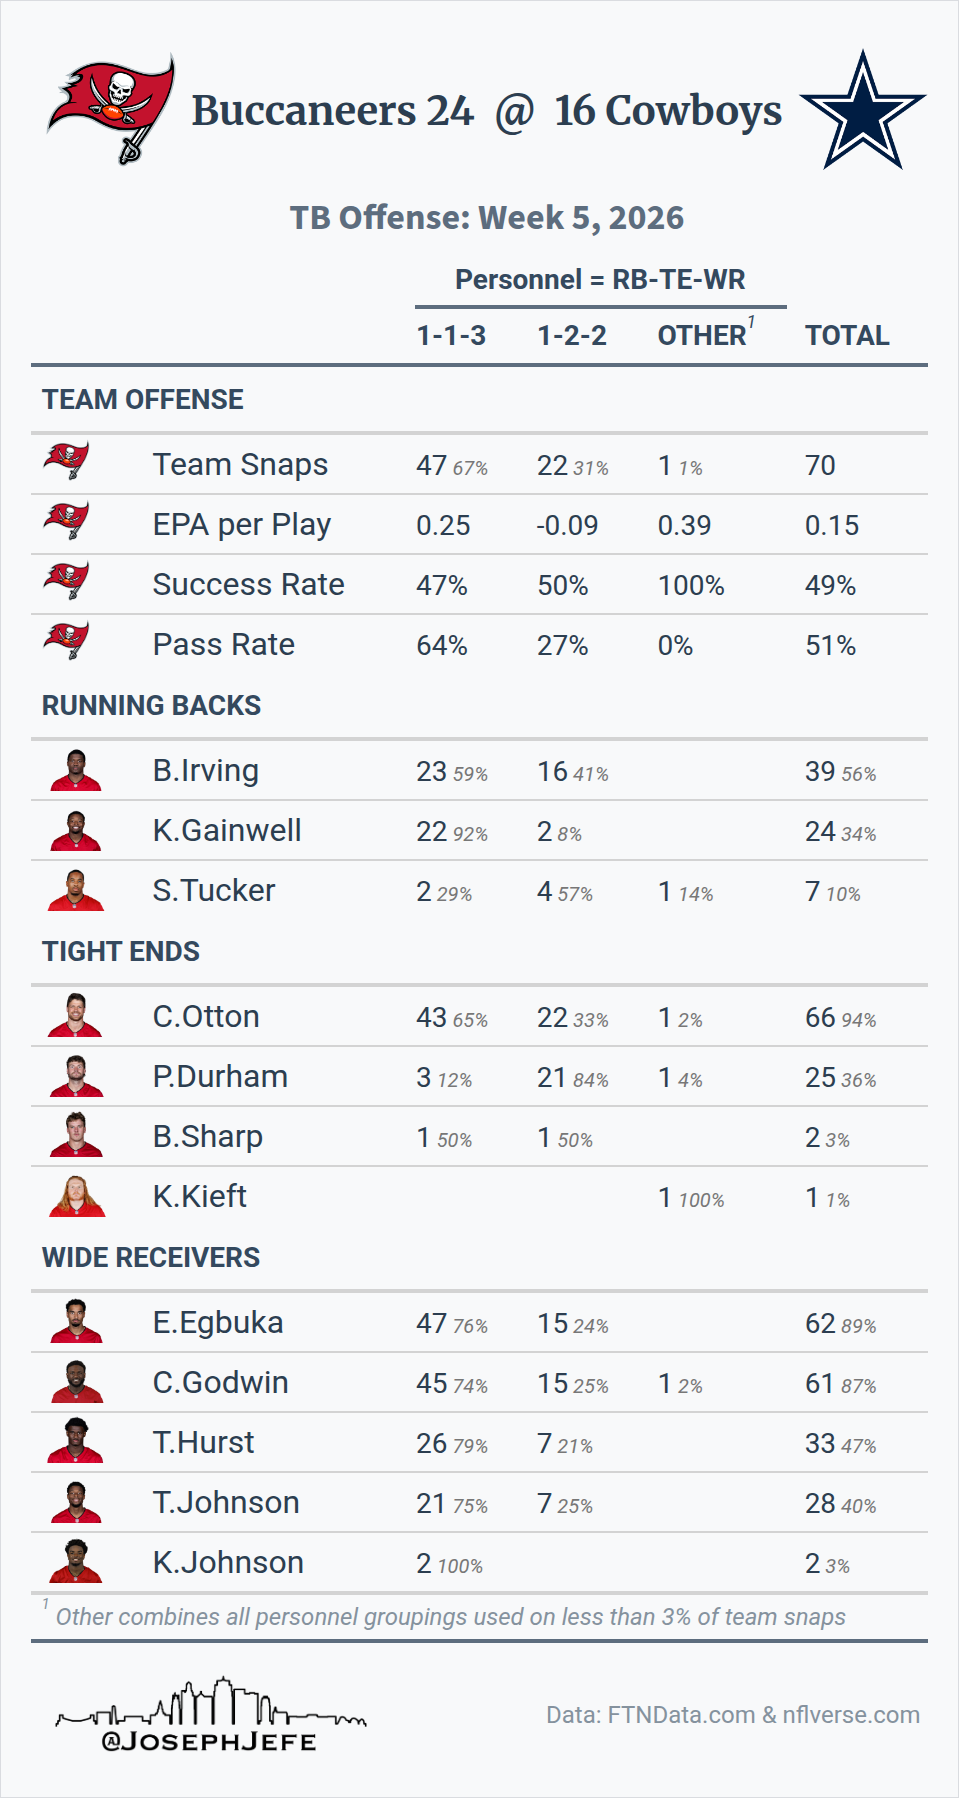 Buccaneers 24 @ 16 Cowboys
TB Offense: Week 5, 2026
Personnel = RB-TE-WR
1-1-3 1-2-2 OTHER1 TOTAL
TEAM OFFENSE
Team Snaps 47 67% 22 31% 1 1% 70
EPA per Play 0.25 -0.09 0.39 0.15
Success Rate 47% 50% 100% 49%
Pass Rate 64% 27% 0% 51%
RUNNING BACKS
B.Irving 23 59% 16 41% 39 56%
K.Gainwell 22 92% 2 8% 24 34%
S.Tucker 2 29% 4 57% 1 14% 7 10%
TIGHT ENDS
C.Otton 43 65% 22 33% 1 2% 66 94%
P.Durham 3 12% 21 84% 1 4% 25 36%
B.Sharp 1 50% 1 50% 2 3%
K.Kieft 1 100% 1 1%
WIDE RECEIVERS
E.Egbuka 47 76% 15 24% 62 89%
C.Godwin 45 74% 15 25% 1 2% 61 87%
T.Hurst 26 79% 7 21% 33 47%
T.Johnson 21 75% 7 25% 28 40%
K.Johnson 2 100% 2 3%
1 Other combines all personnel groupings used on less than 3% of team snaps
@JosephJefe
Data: FTNData.com & nflverse.com